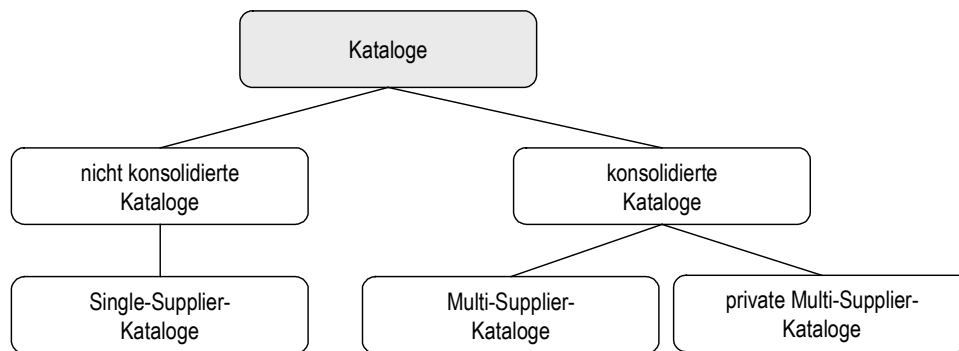 Kataloge
nicht konsolidierte
Kataloge
konsolidierte
Kataloge
Single-Supplier-
Kataloge
Multi-Supplier-
Kataloge
private Multi-Supplier-
Kataloge